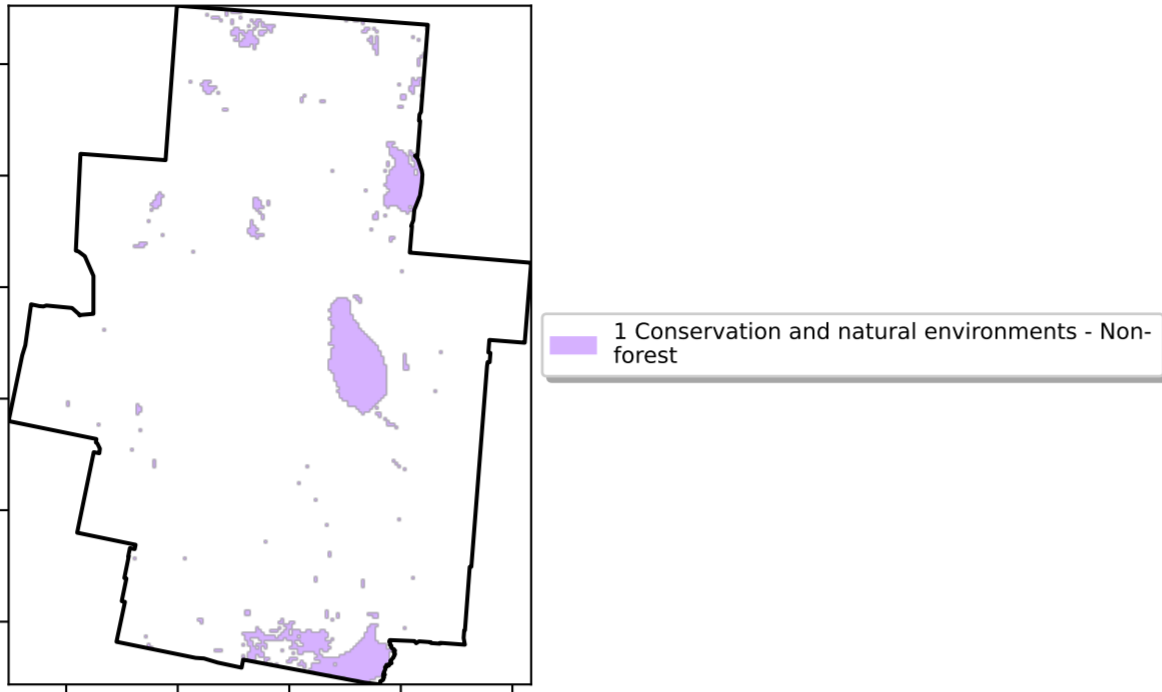 1 Conservation and natural environments - Non-
forest